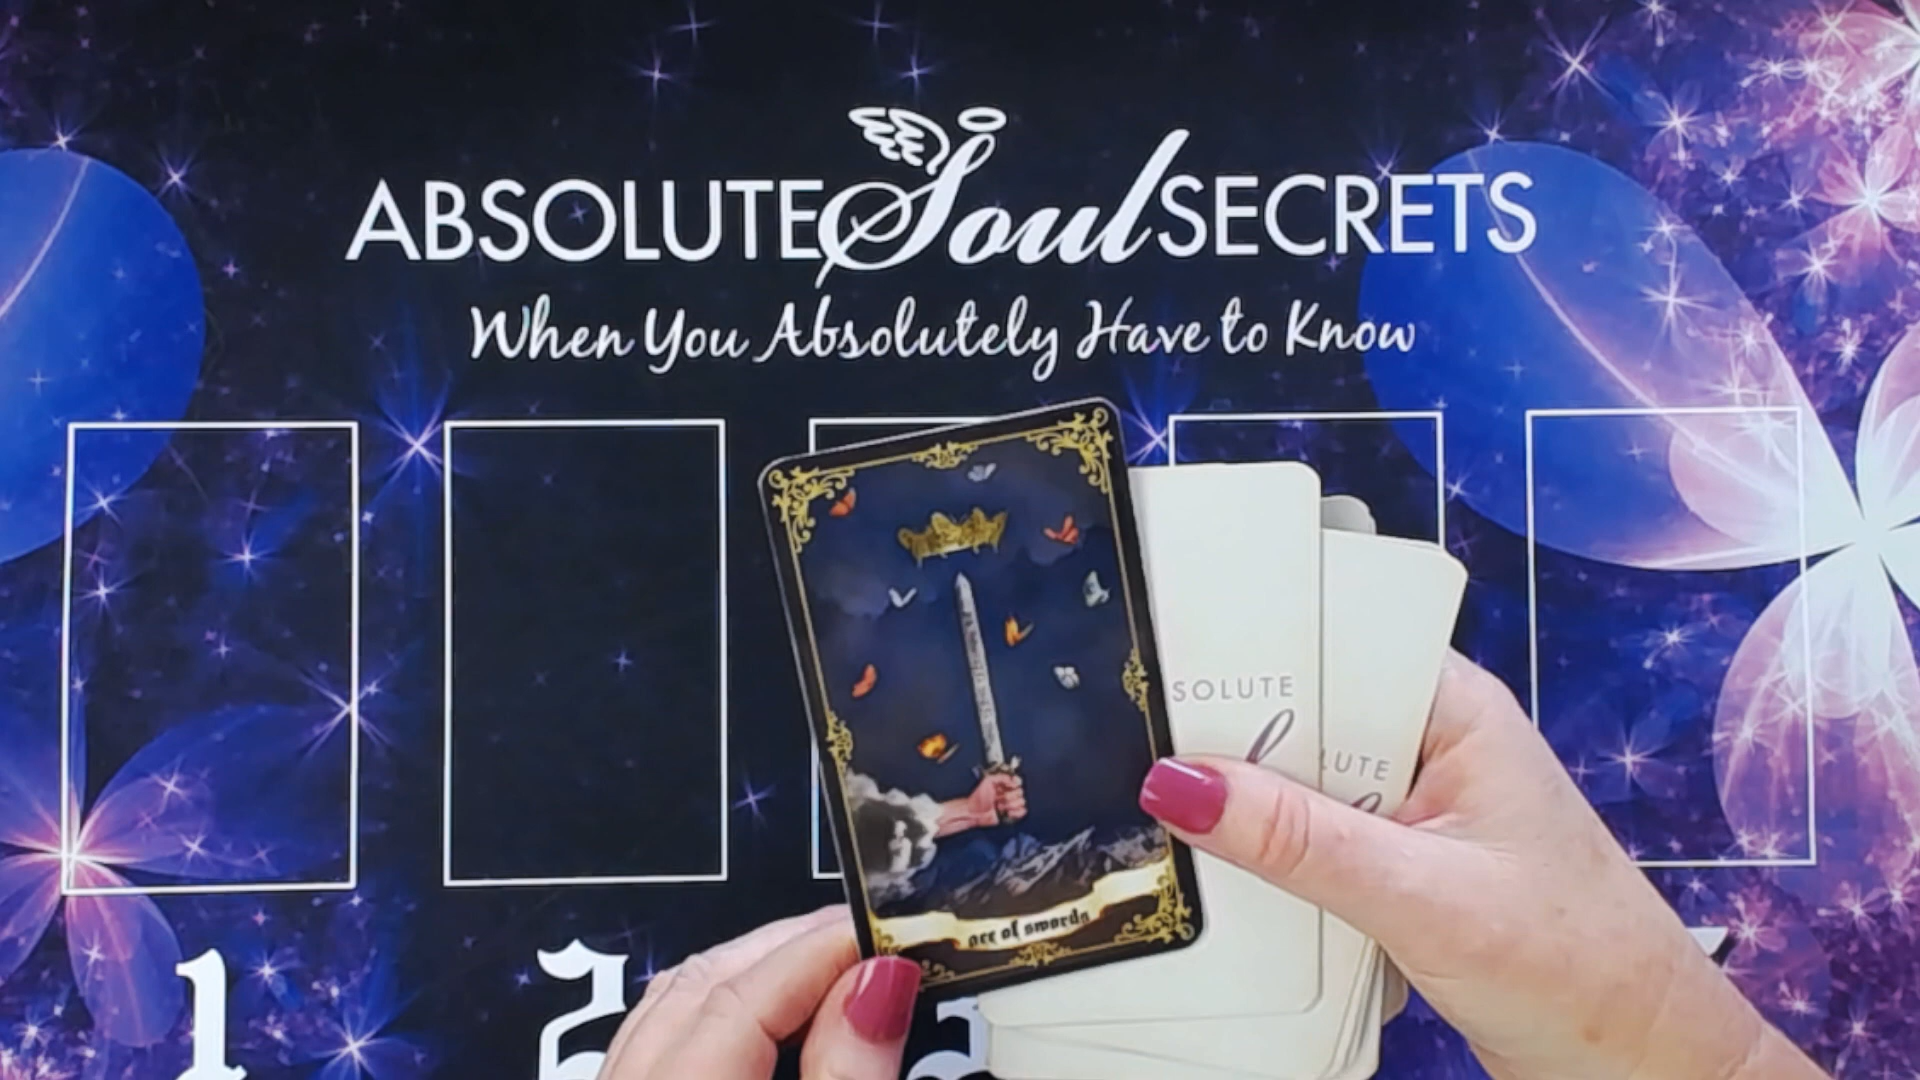 ABSOLUTE Soul SECRETS
When You Absolutely Have to Know
SOLUTE
LUTE
ace of swords
1
2